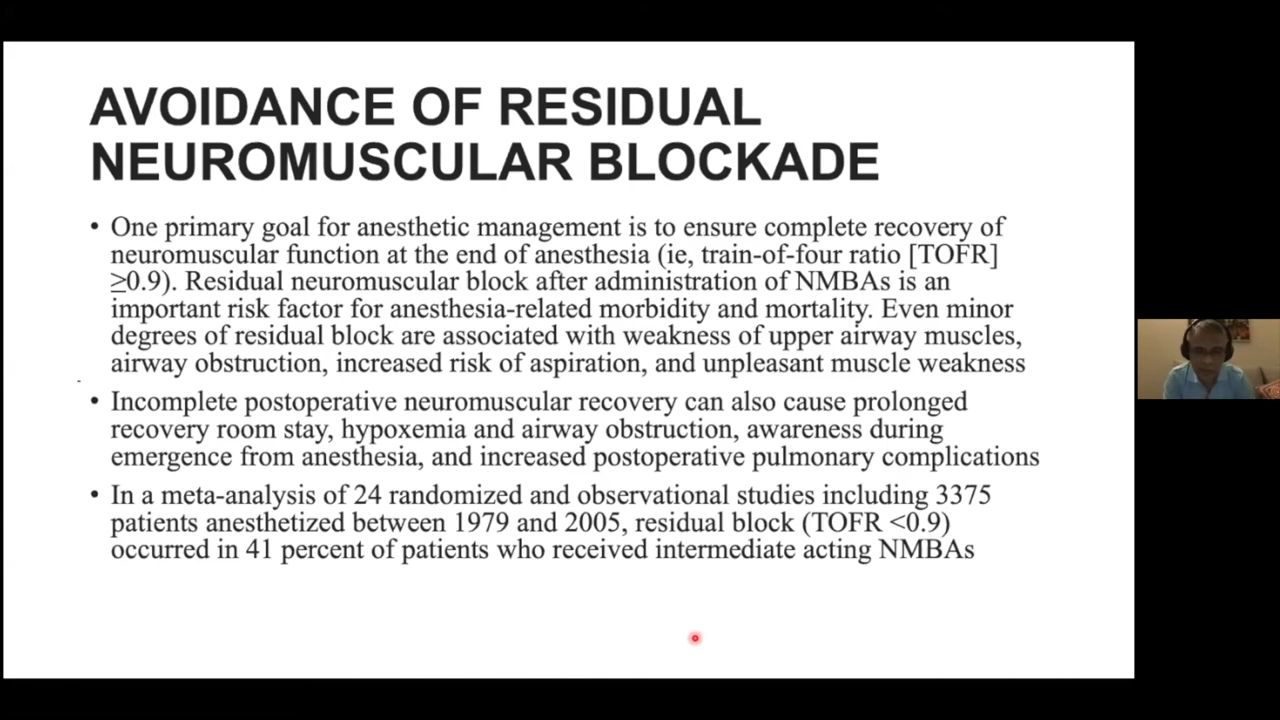 AVOIDANCE OF RESIDUAL
NEUROMUSCULAR BLOCKADE
• One primary goal for anesthetic management is to ensure complete recovery of
neuromuscular function at the end of anesthesia (ie, train-of-four ratio [TOFR]
≥0.9). Residual neuromuscular block after administration of NMBAs is an
important risk factor for anesthesia-related morbidity and mortality. Even minor
degrees of residual block are associated with weakness of upper airway muscles,
airway obstruction, increased risk of aspiration, and unpleasant muscle weakness
• Incomplete postoperative neuromuscular recovery can also cause prolonged
recovery room stay, hypoxemia and airway obstruction, awareness during
emergence from anesthesia, and increased postoperative pulmonary complications
• In a meta-analysis of 24 randomized and observational studies including 3375
patients anesthetized between 1979 and 2005, residual block (TOFR <0.9)
occurred in 41 percent of patients who received intermediate acting NMBAs